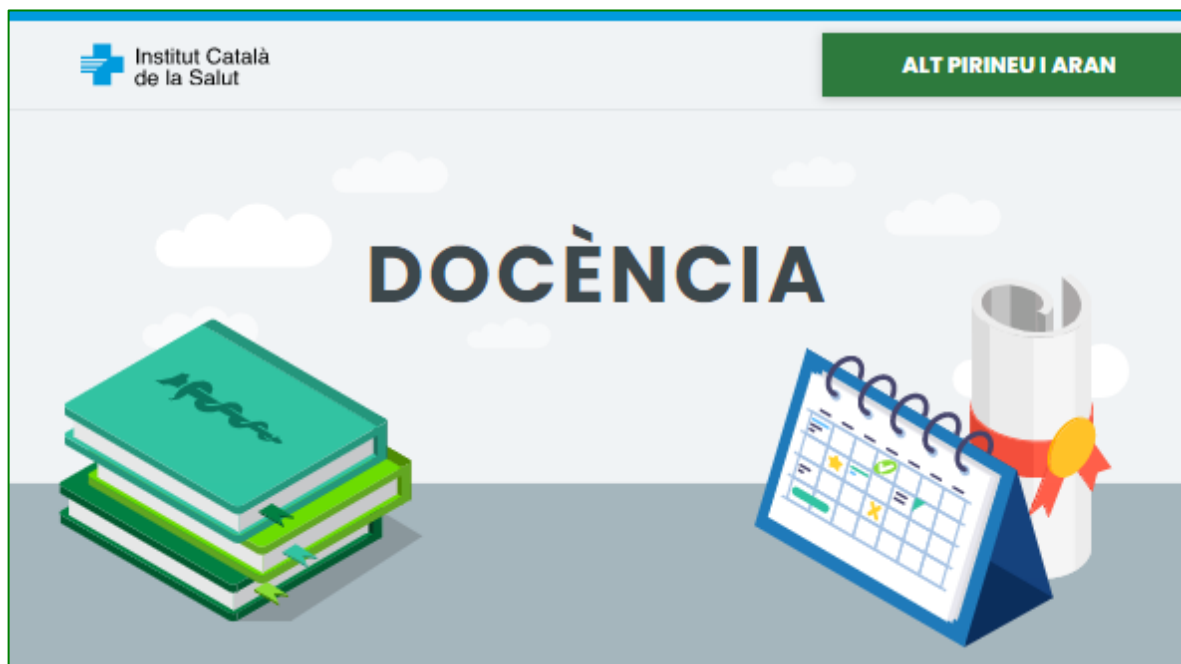 Institut Català
de la Salut
ALT PIRINEU I ARAN
DOCÈNCIA